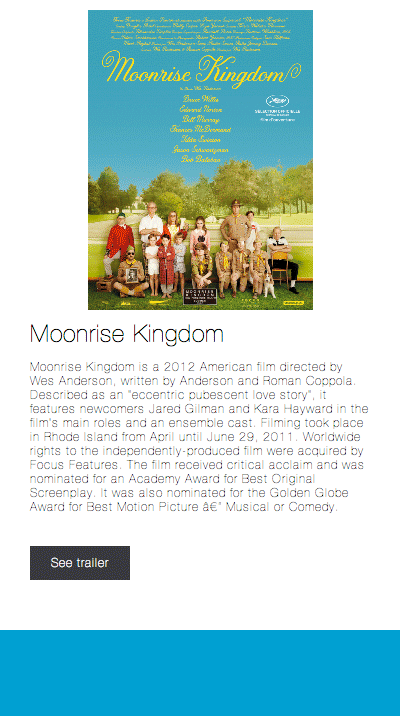 Moonrise Kingdom
Bruce Willis
Edward Norton
Bill Murray
Frances McDormand
Tilda Swinton
Jason Schwartzman
Bob Balaban
SÉLECTION OFFICIELLE
Moonrise Kingdom
Moonrise Kingdom is a 2012 American film directed by
Wes Anderson, written by Anderson and Roman Coppola.
Described as an "eccentric pubescent love story", it
features newcomers Jared Gilman and Kara Hayward in the
film's main roles and an ensemble cast. Filming took place
in Rhode Island from April until June 29, 2011. Worldwide
rights to the independently-produced film were acquired by
Focus Features. The film received critical acclaim and was
nominated for an Academy Award for Best Original
Screenplay. It was also nominated for the Golden Globe
Award for Best Motion Picture â€" Musical or Comedy.
See trailer